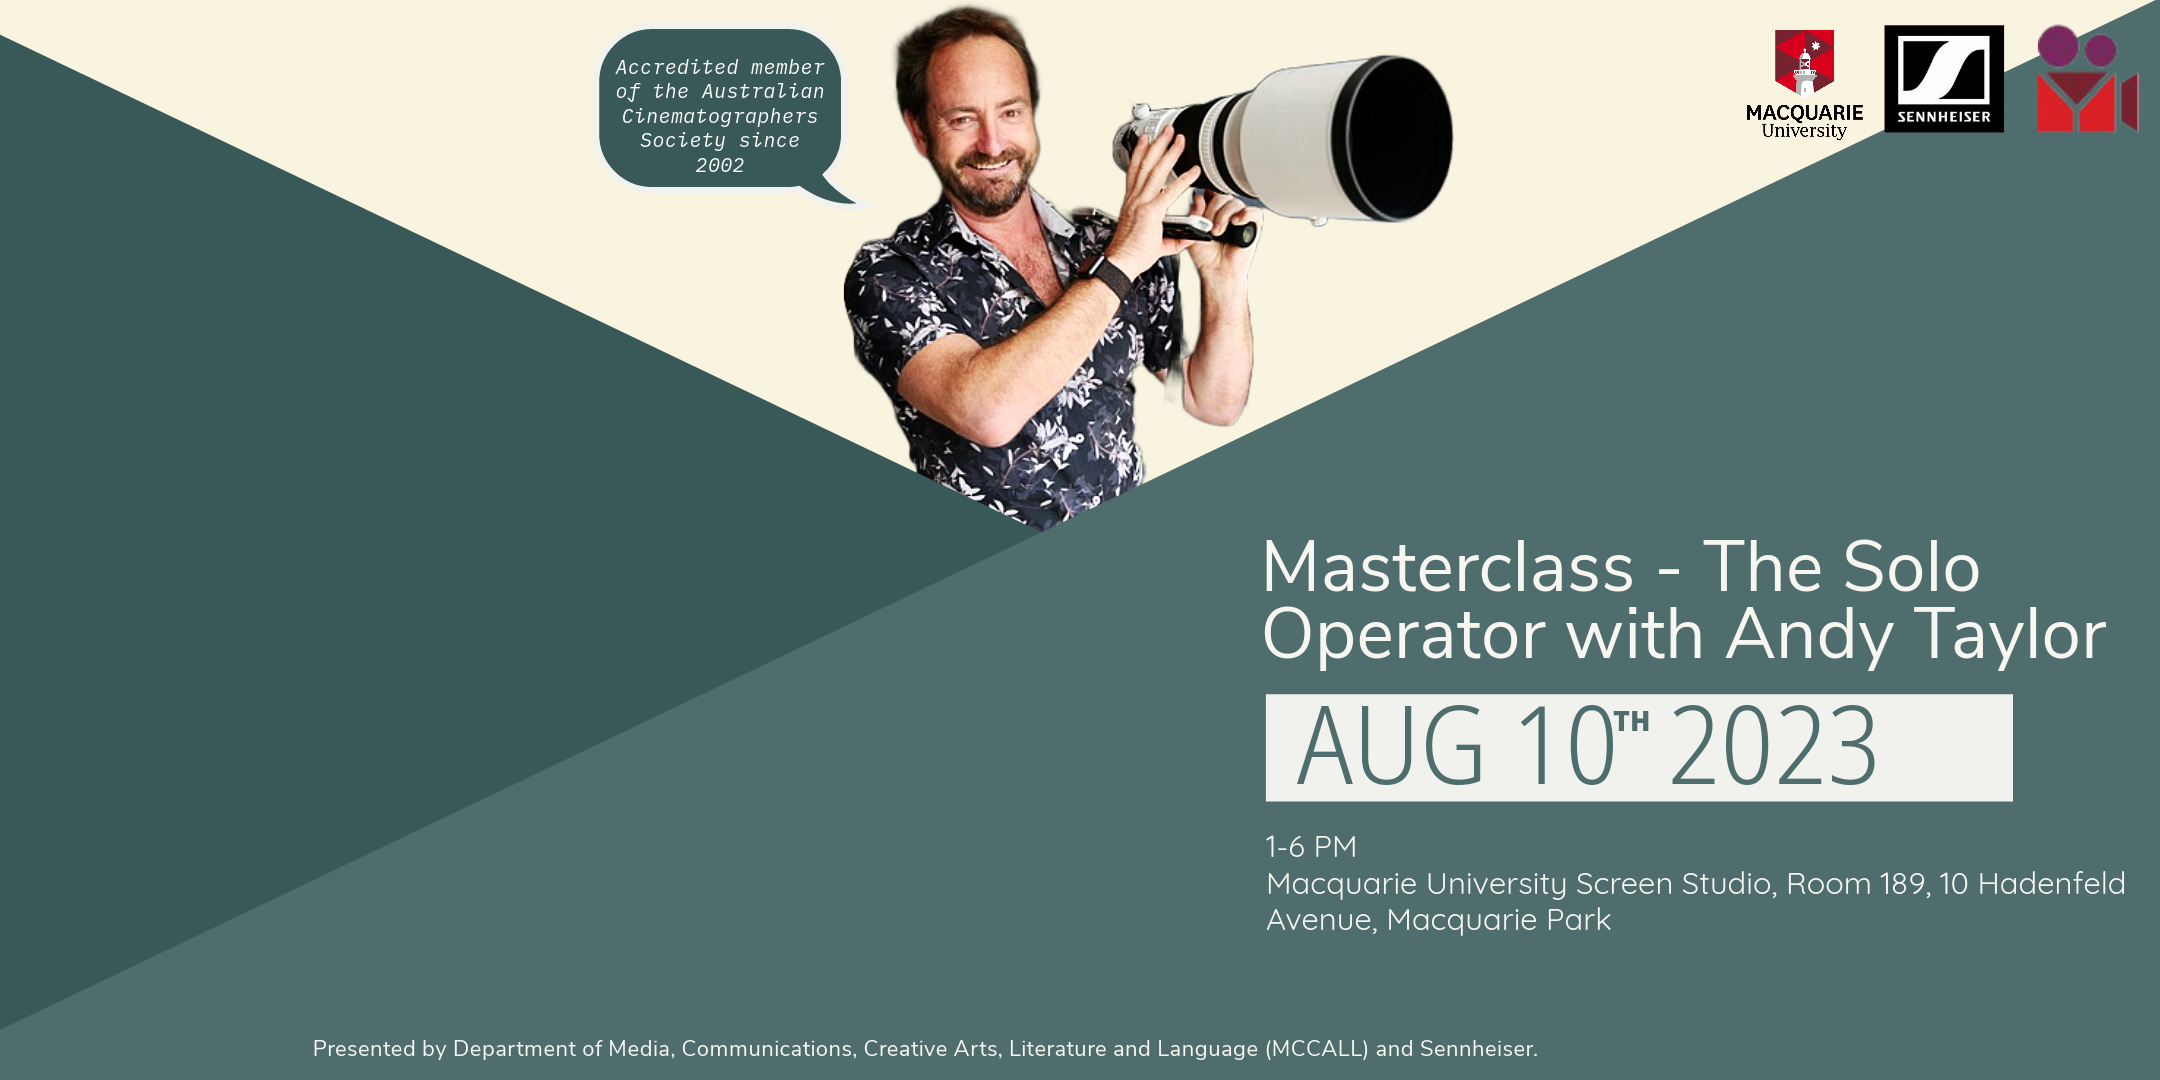 Accredited member
of the Australian
Cinematographers
Society since
2002
MACQUARIE
University
SENNHEISER
Masterclass - The Solo
Operator with Andy Taylor
AUG 10TH 2023
1-6 PM
Macquarie University Screen Studio, Room 189, 10 Hadenfeld
Avenue, Macquarie Park
Presented by Department of Media, Communications, Creative Arts, Literature and Language (MCCALL) and Sennheiser.